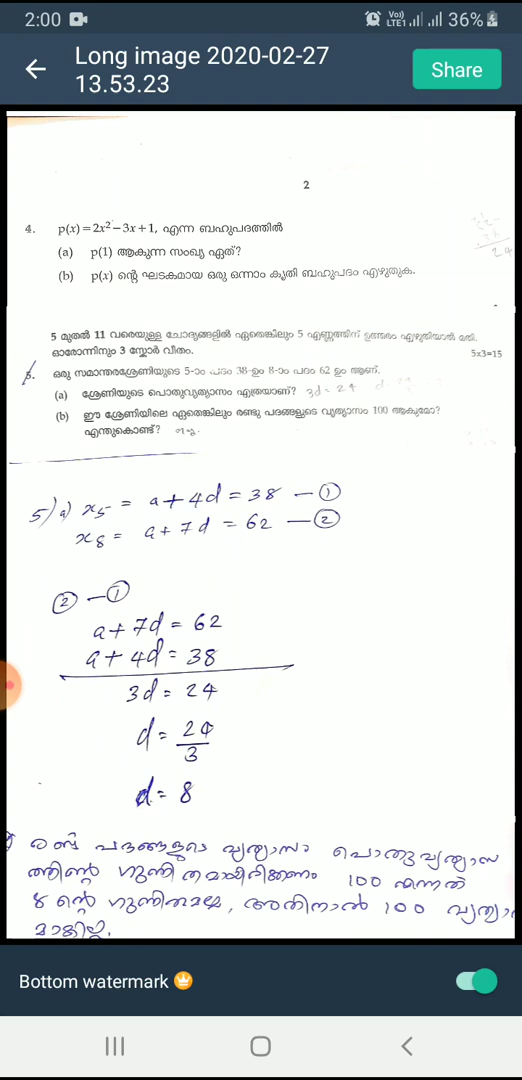 2:00
Vo)) LTE1 36%
Long image 2020-02-27
13.53.23
Share
2
4. p(x)=2x²−3x+1, എന്ന ബഹുപദത്തിൽ
(a) p(1) ആകുന്ന സംഖ്യ ഏത്?
(b) p(x) ന്റെ ഘടകമായ ഒരു ഒന്നാം കൃതി ബഹുപദം എഴുതുക.
24
5 മുതൽ 11 വരെയുള്ള ചോദ്യങ്ങളിൽ ഏതെങ്കിലും 5 എണ്ണത്തിന് ഉത്തരം എഴുതിയാൽ മതി.
ഓരോന്നിനും 3 സ്കോർ വീതം. 5x3=15
5. ഒരു സമാന്തരശ്രേണിയുടെ 5-ാം പദം 38-ഉം 8-ാം പദം 62 ഉം ആണ്.
(a) ശ്രേണിയുടെ പൊതുവ്യത്യാസം എത്രയാണ്? 3d = 24
(b) ഈ ശ്രേണിയിലെ ഏതെങ്കിലും രണ്ടു പദങ്ങളുടെ വ്യത്യാസം 100 ആകുമോ?
എന്തുകൊണ്ട്?
5) a) x₅ = a + 4d = 38 — ①
x₈ = a + 7d = 62 — ②
② — ①
a + 7d = 62
a + 4d = 38
3d = 24
d = 24
3
d = 8
രണ്ട് പദങ്ങളുടെ വ്യത്യാസം പൊതുവ്യത്യാസ
ത്തിന്റെ ഗുണിതമായിരിക്കണം 100 എന്നത്
8 ന്റെ ഗുണിതമല്ല, അതിനാൽ 100 വ്യത്യാ
മാകില്ല.
Bottom watermark